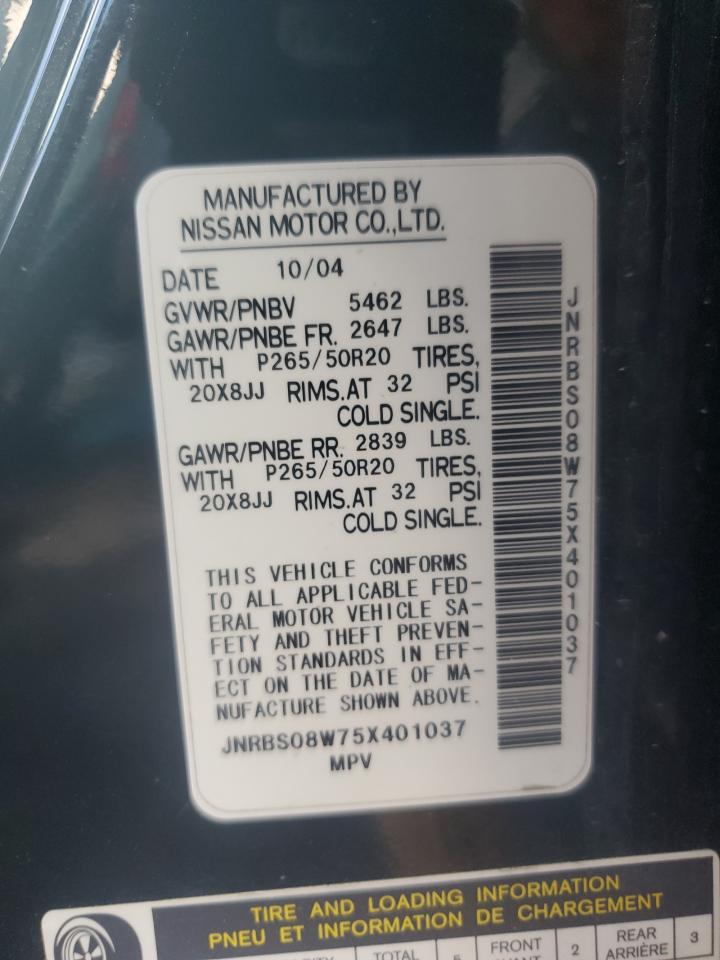 MANUFACTURED BY
NISSAN MOTOR CO.,LTD.
DATE 10/04
GVWR/PNBV 5462 LBS.
GAWR/PNBE FR. 2647 LBS.
WITH P265/50R20 TIRES,
20X8JJ RIMS.AT 32 PSI
COLD SINGLE.
GAWR/PNBE RR. 2839 LBS.
WITH P265/50R20 TIRES,
20X8JJ RIMS.AT 32 PSI
COLD SINGLE.
THIS VEHICLE CONFORMS
TO ALL APPLICABLE FED-
ERAL MOTOR VEHICLE SA-
FETY AND THEFT PREVEN-
TION STANDARDS IN EFF-
ECT ON THE DATE OF MA-
NUFACTURE SHOWN ABOVE.
JNRBS08W75X401037
MPV
JNRBS08W75X401037
TIRE AND LOADING INFORMATION
PNEU ET INFORMATION DE CHARGEMENT
TOTAL 5 FRONT 2 REAR 3
ARRIÈRE